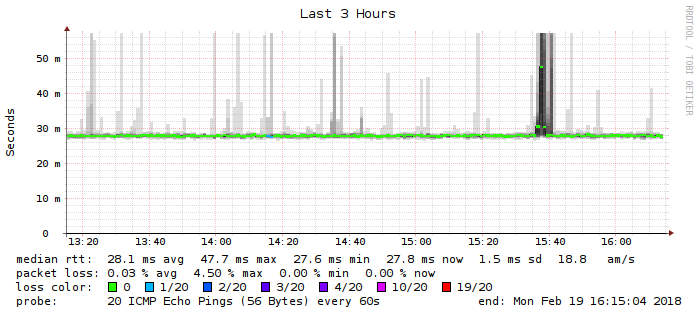 Last 3 Hours
RRDTOOL / TOBI OETIKER
Seconds
50 m
40 m
30 m
20 m
10 m
0
13:20 13:40 14:00 14:20 14:40 15:00 15:20 15:40 16:00
median rtt: 28.1 ms avg 47.7 ms max 27.6 ms min 27.8 ms now 1.5 ms sd 18.8 am/s
packet loss: 0.03 % avg 4.50 % max 0.00 % min 0.00 % now
loss color: 0 1/20 2/20 3/20 4/20 10/20 19/20
probe: 20 ICMP Echo Pings (56 Bytes) every 60s end: Mon Feb 19 16:15:04 2018